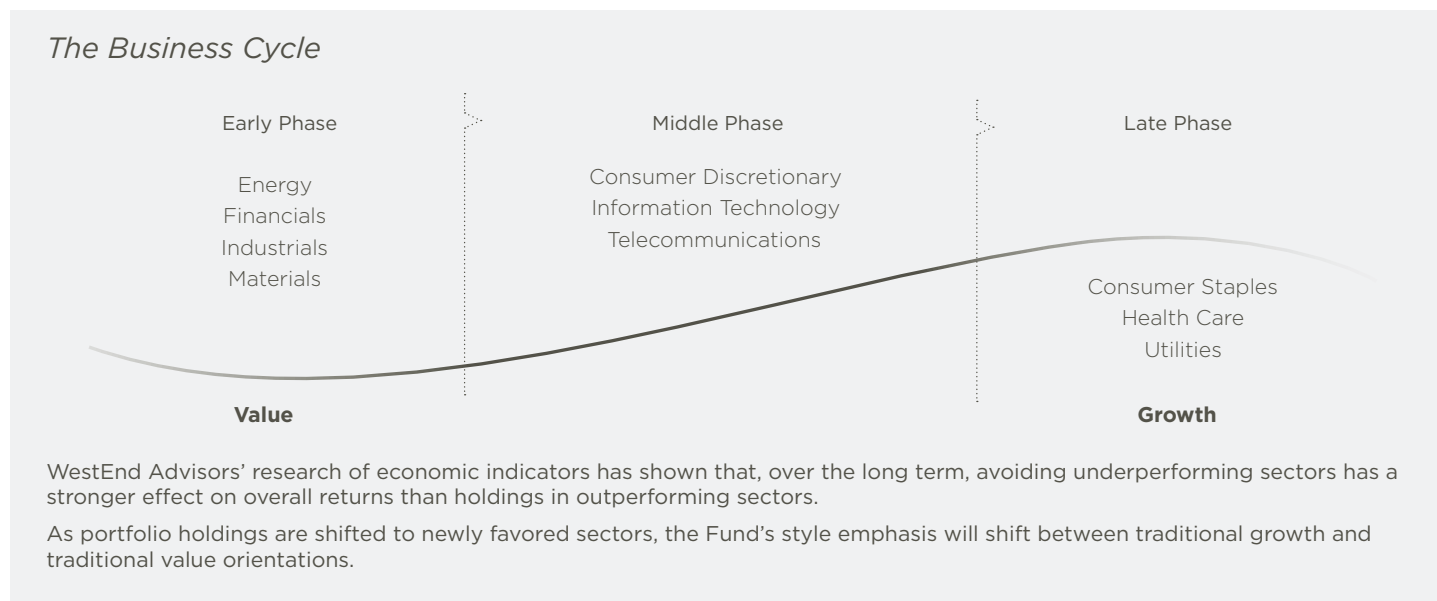 The Business Cycle
Early Phase
Energy
Financials
Industrials
Materials
Middle Phase
Consumer Discretionary
Information Technology
Telecommunications
Late Phase
Consumer Staples
Health Care
Utilities
Value
Growth
WestEnd Advisors’ research of economic indicators has shown that, over the long term, avoiding underperforming sectors has a
stronger effect on overall returns than holdings in outperforming sectors.
As portfolio holdings are shifted to newly favored sectors, the Fund’s style emphasis will shift between traditional growth and
traditional value orientations.